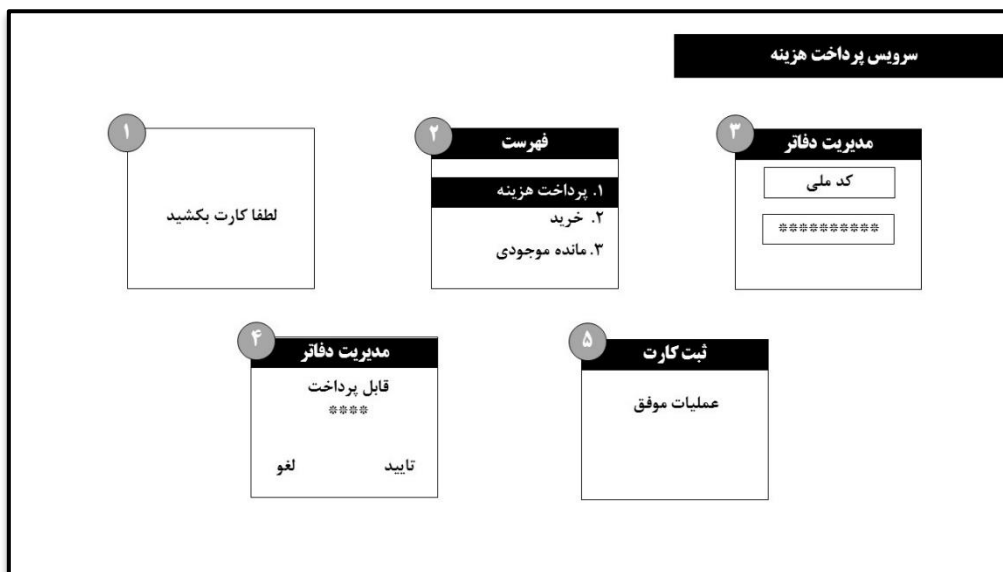 سرویس پرداخت هزینه
۱
لطفا کارت بکشید
۲
فهرست
۱. پرداخت هزینه
۲. خرید
۳. مانده موجودی
۳
مدیریت دفاتر
کد ملی
**********
۴
مدیریت دفاتر
قابل پرداخت
****
تایید
لغو
۵
ثبت کارت
عملیات موفق